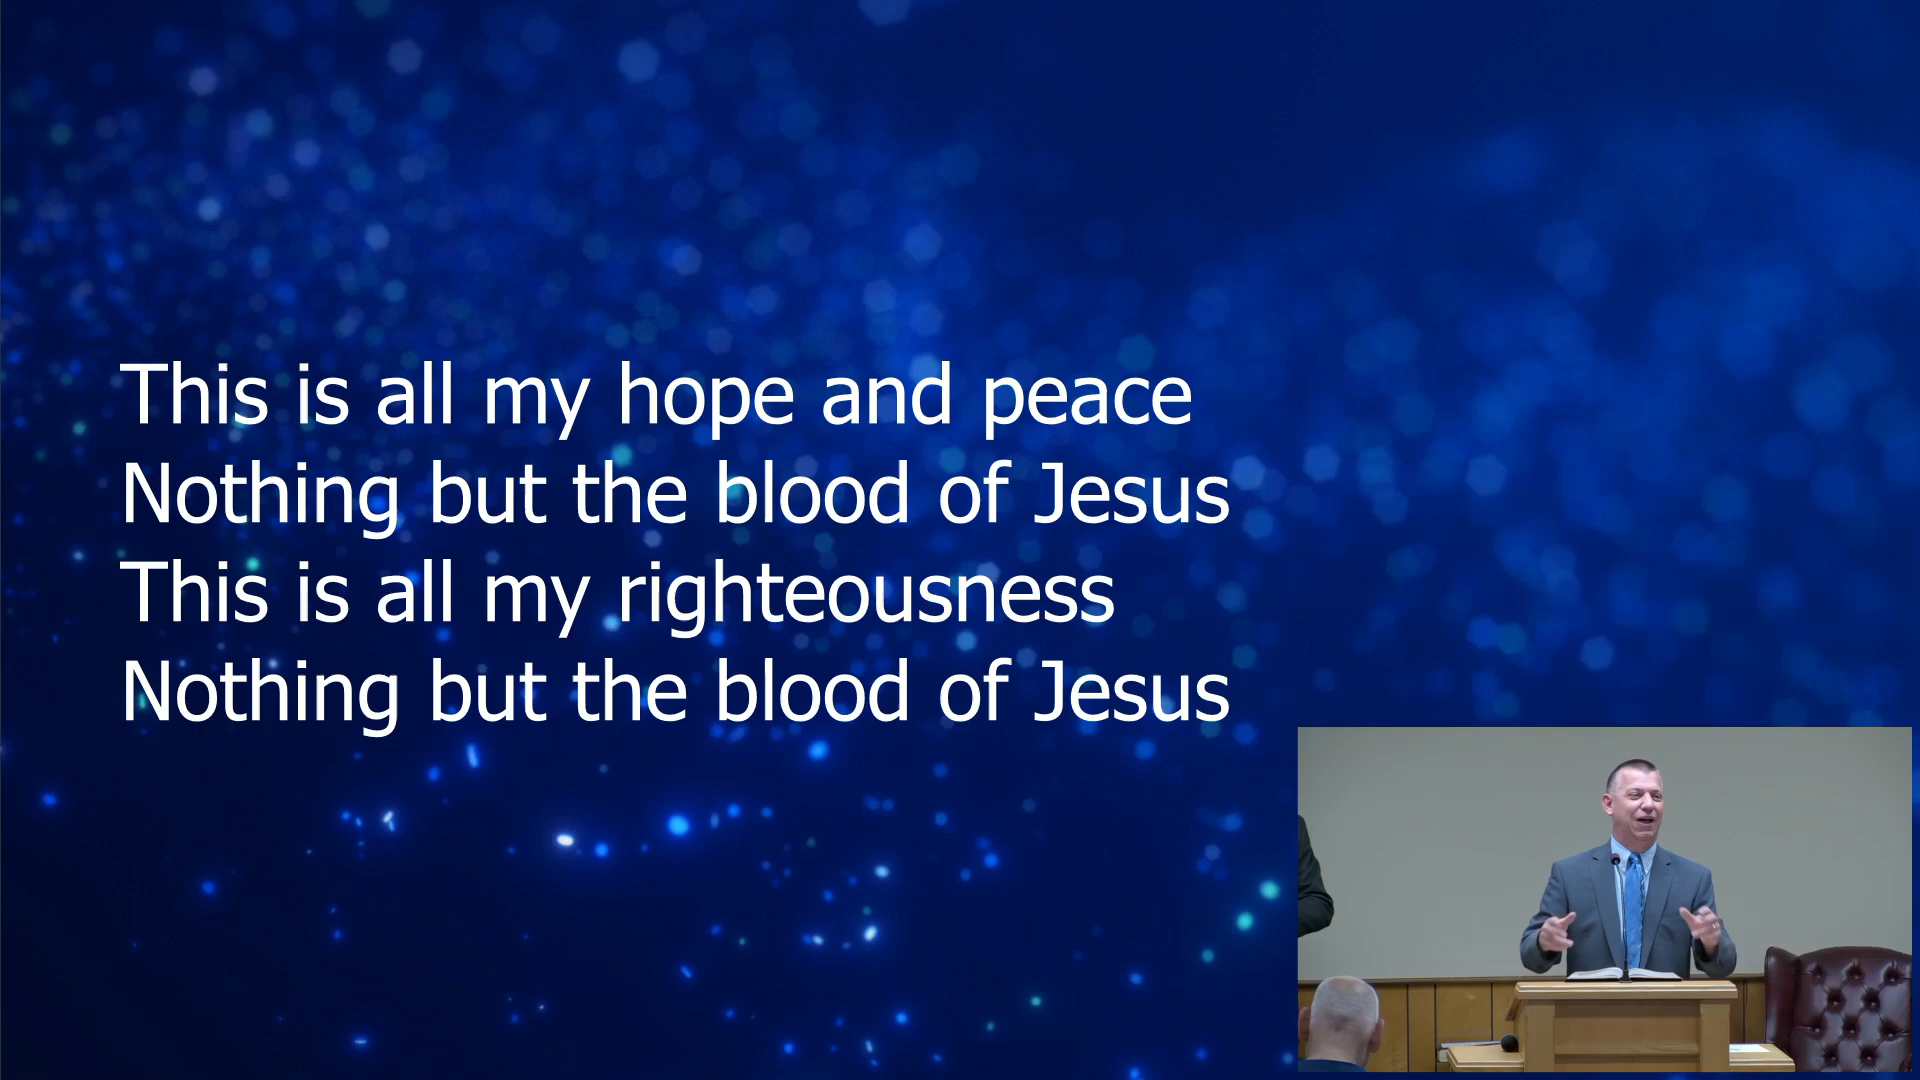 This is all my hope and peace
Nothing but the blood of Jesus
This is all my righteousness
Nothing but the blood of Jesus